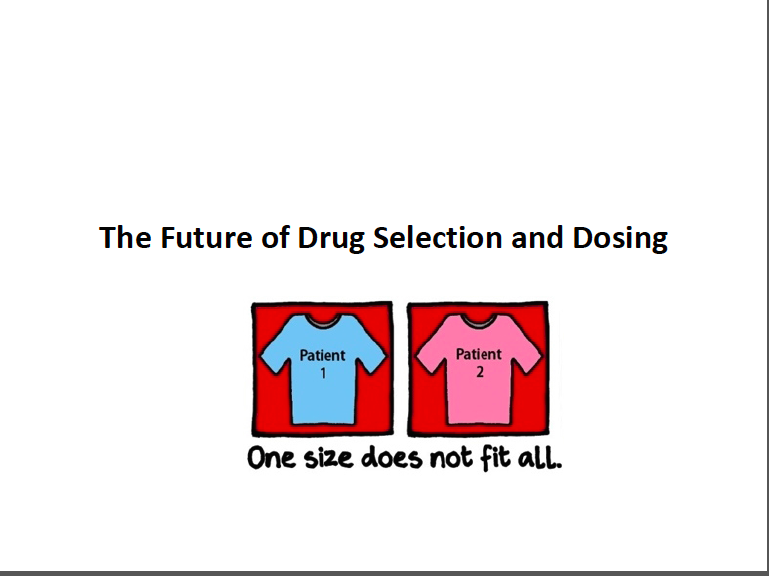 The Future of Drug Selection and Dosing
Patient
1
Patient
2
One size does not fit all.